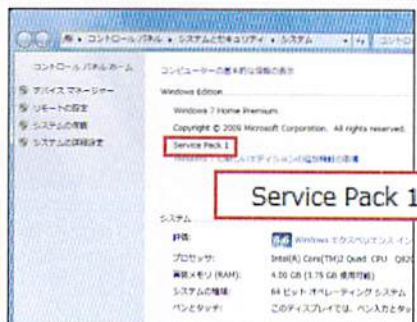 ▸ コントロール パネル ▸ システムとセキュリティ ▸ システム
コントロール パネル ホーム
デバイス マネージャー
リモートの設定
システムの保護
システムの詳細設定
コンピューターの基本的な情報の表示
Windows Edition
Windows 7 Home Premium
Copyright © 2009 Microsoft Corporation. All rights reserved.
Service Pack 1
Service Pack 1
システム
評価:
Windows エクスペリエンス イン
プロセッサ:
Intel(R) Core(TM)2 Quad CPU Q820
実装メモリ (RAM):
4.00 GB (3.75 GB 使用可能)
システムの種類:
64 ビット オペレーティング システム
ペンとタッチ:
このディスプレイでは、ペン入力とタッ